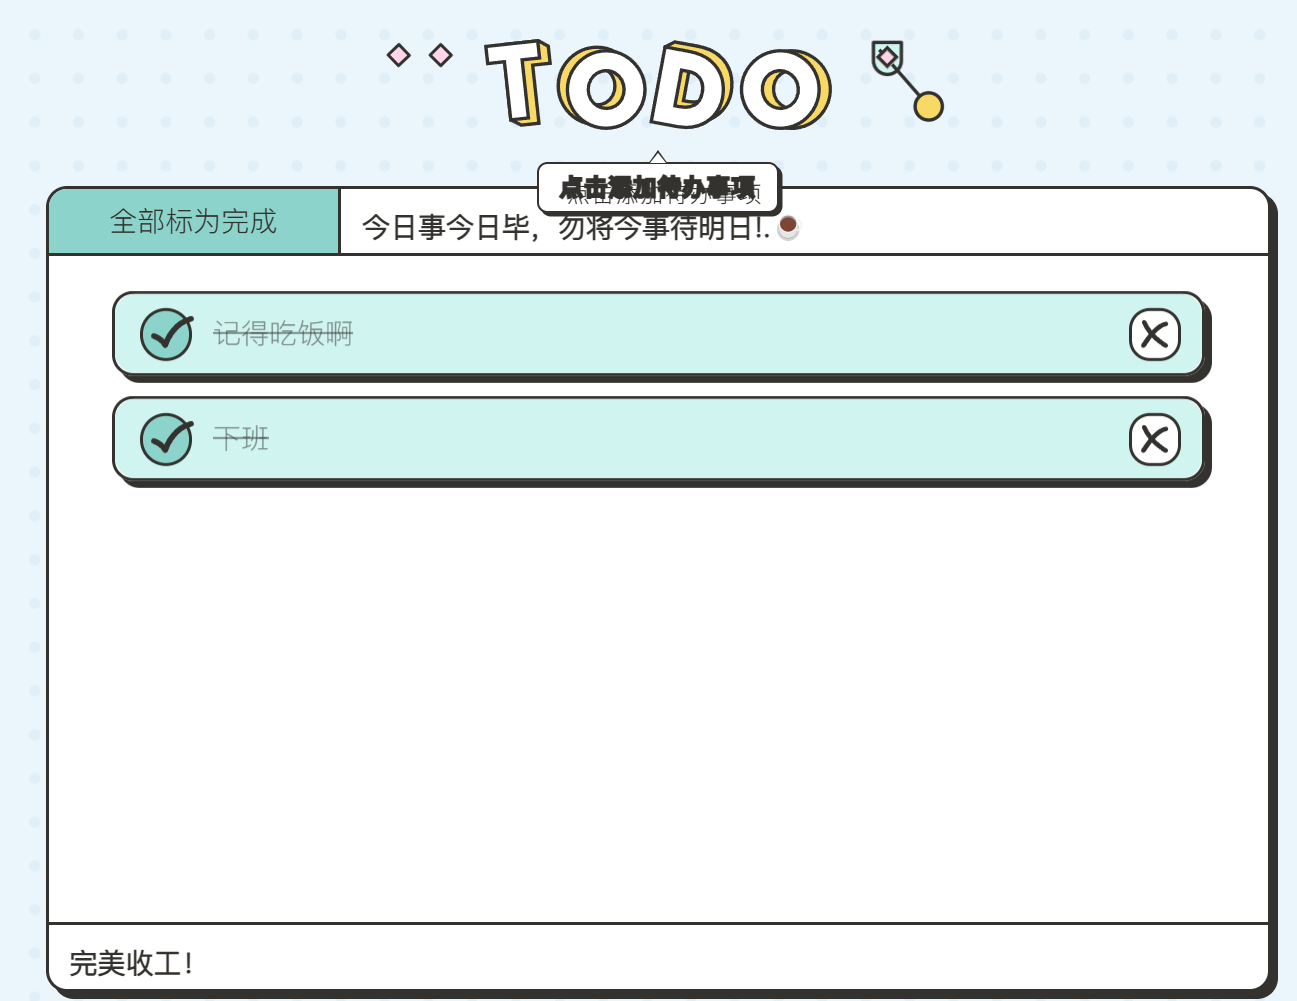 TODO
点击添加待办事项
全部标为完成
今日事今日毕，勿将今事待明日!.☕
记得吃饭啊
下班
完美收工！